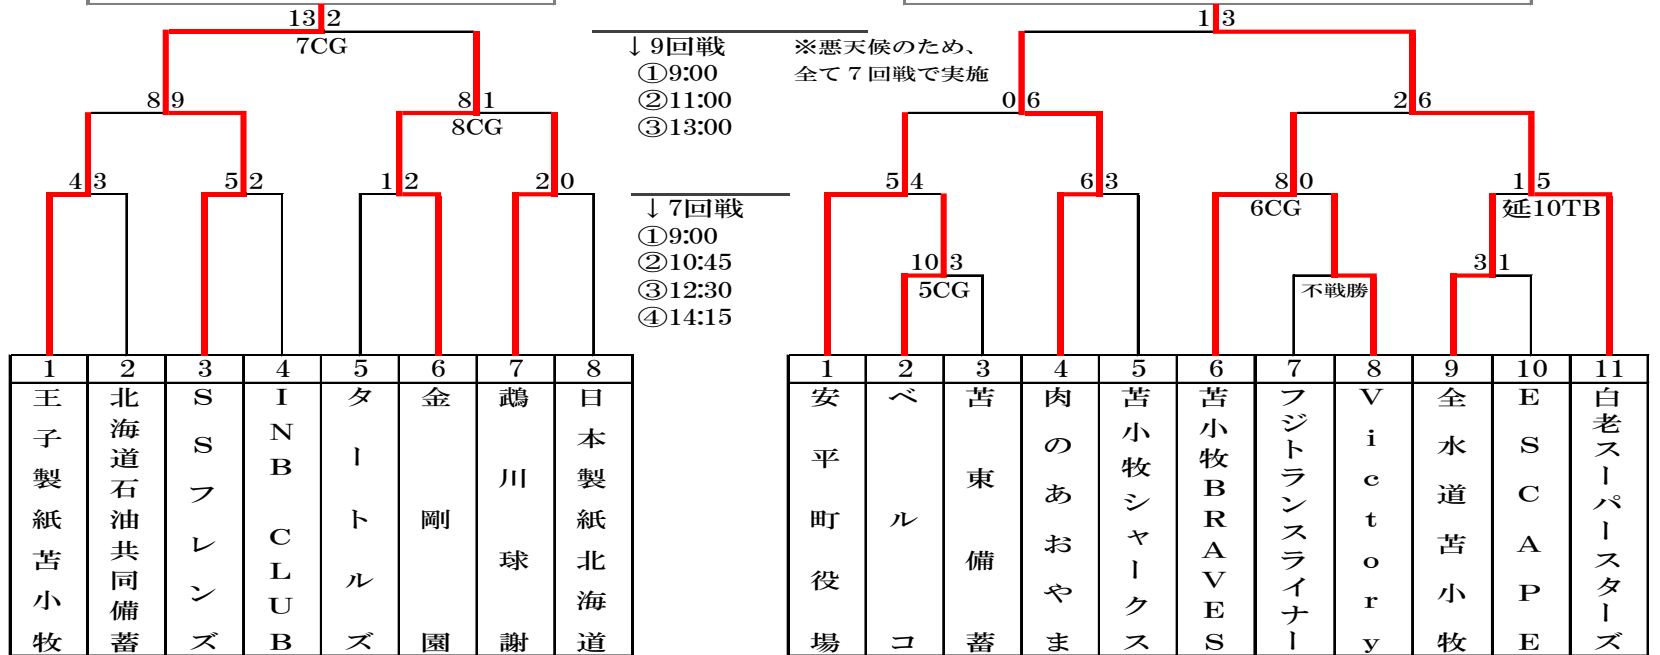 13 2
7CG
1 3
↓9回戦
①9:00
②11:00
③13:00
※悪天候のため、
全て7回戦で実施
8 9
8 1
8CG
0 6
2 6
4 3
5 2
1 2
2 0
↓7回戦
①9:00
②10:45
③12:30
④14:15
5 4
6 3
8 0
6CG
1 5
延10TB
10 3
5CG
不戦勝
3 1
1 2 3 4 5 6 7 8
王子製紙苫小牧
北海道石油共同備蓄
SSフレンズ
INB CLUB
タートルズ
金剛園
鵡川球謝
日本製紙北海道
1 2 3 4 5 6 7 8 9 10 11
安平町役場
ベルコ
苫東備蓄
肉のあおやま
苫小牧シャークス
苫小牧BRAVES
フジトランスライナー
Victory
全水道苫小牧
ESCAPE
白老スーパースターズ